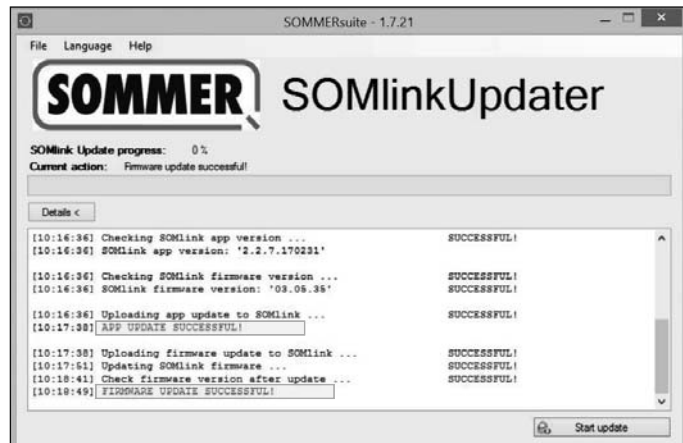 SOMMERsuite - 1.7.21
File Language Help
SOMMER SOMlinkUpdater
SOMlink Update progress: 0 %
Current action: Firmware update successful!
Details <
[10:16:36] Checking SOMlink app version ... SUCCESSFUL!
[10:16:36] SOMlink app version: '2.2.7.170231'
[10:16:36] Checking SOMlink firmware version ... SUCCESSFUL!
[10:16:36] SOMlink firmware version: '03.05.35' SUCCESSFUL!
[10:16:36] Uploading app update to SOMlink ... SUCCESSFUL!
[10:17:38] APP UPDATE SUCCESSFUL!
[10:17:38] Uploading firmware update to SOMlink ... SUCCESSFUL!
[10:17:51] Updating SOMlink firmware ... SUCCESSFUL!
[10:18:41] Check firmware version after update ... SUCCESSFUL!
[10:18:49] FIRMWARE UPDATE SUCCESSFUL!
Start update